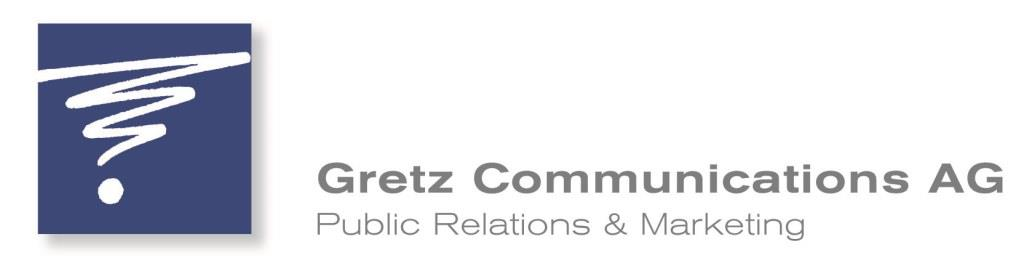 Gretz Communications AG
Public Relations & Marketing